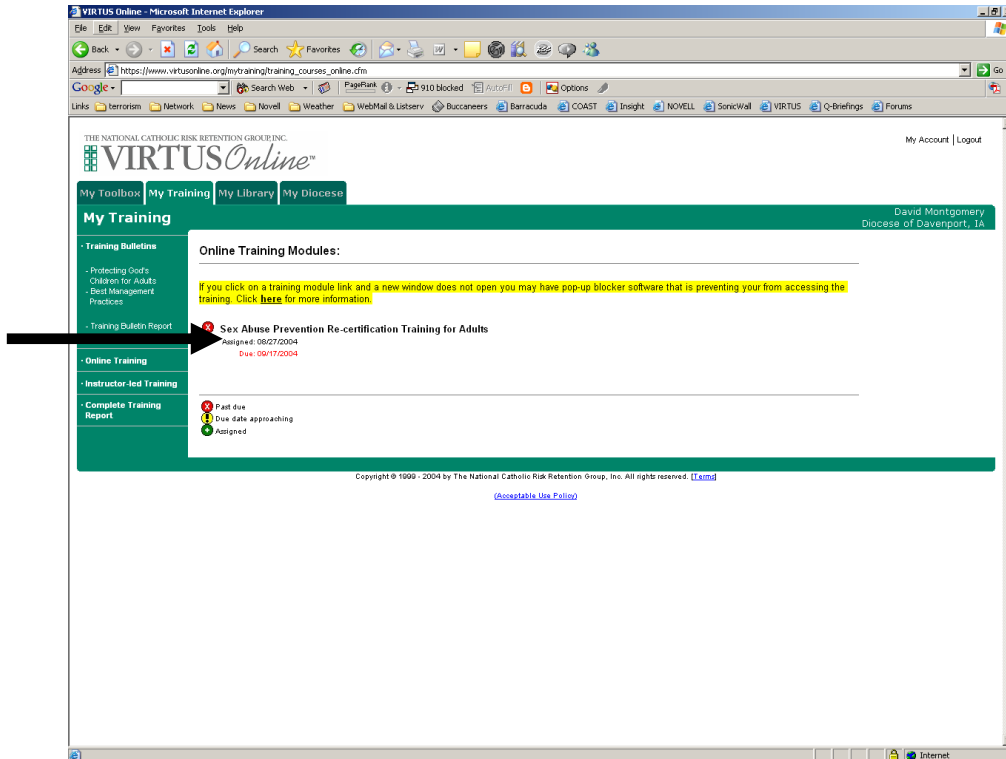 VIRTUS Online - Microsoft Internet Explorer
File Edit View Favorites Tools Help
Back Search Favorites
Address https://www.virtusonline.org/mytraining/training_courses_online.cfm Go
Google Search Web PageRank 910 blocked AutoFill Options
Links terrorism Network News Novell Weather WebMail & Listserv Buccaneers Barracuda COAST Insight NOVELL SonicWall VIRTUS Q-Briefings Forums
THE NATIONAL CATHOLIC RISK RETENTION GROUP, INC.
VIRTUS Online™
My Account | Logout
My Toolbox My Training My Library My Diocese
My Training
David Montgomery
Diocese of Davenport, IA
· Training Bulletins
- Protecting God's
Children for Adults
- Best Management
Practices
- Training Bulletin Report
· Online Training
· Instructor-led Training
· Complete Training
Report
Online Training Modules:
If you click on a training module link and a new window does not open you may have pop-up blocker software that is preventing your from accessing the
training. Click here for more information.
X Sex Abuse Prevention Re-certification Training for Adults
Assigned: 08/27/2004
Due: 09/17/2004
X Past due
! Due date approaching
+ Assigned
Copyright © 1999 - 2004 by The National Catholic Risk Retention Group, Inc. All rights reserved. [Terms]
(Acceptable Use Policy)
Internet